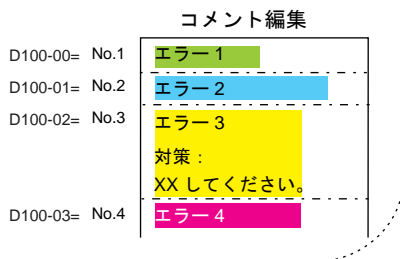 コメント編集
D100-00= No.1 エラー 1
D100-01= No.2 エラー 2
D100-02= No.3 エラー 3
対策：
XX してください。
D100-03= No.4 エラー 4